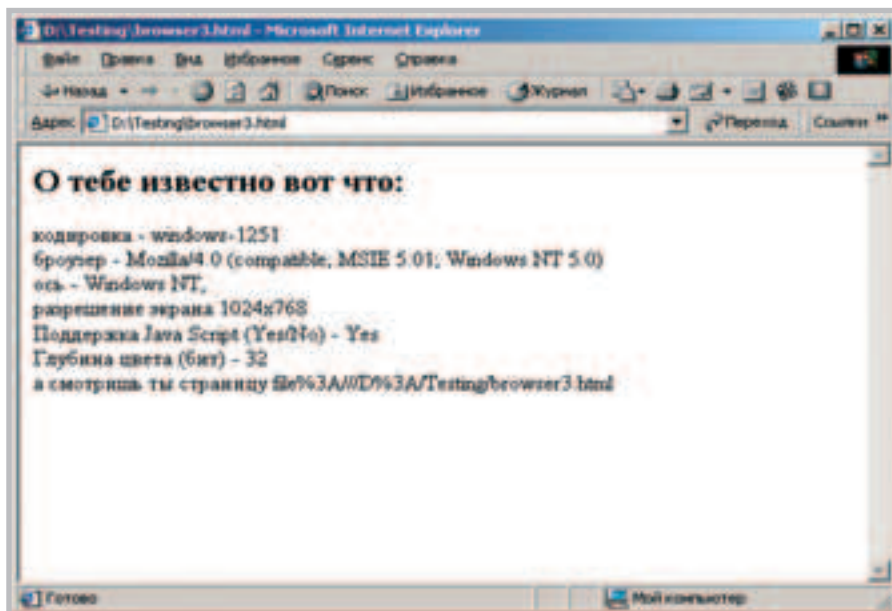 D:\Testing\browser3.html - Microsoft Internet Explorer
Файл Правка Вид Избранное Сервис Справка
Назад Поиск Избранное Журнал
Адрес D:\Testing\browser3.html Переход Ссылки »
О тебе известно вот что:
кодировка - windows-1251
броузер - Mozilla/4.0 (compatible; MSIE 5.01; Windows NT 5.0)
ось - Windows NT,
разрешение экрана 1024x768
Поддержка Java Script (Yes/No) - Yes
Глубина цвета (бит) - 32
а смотришь ты страницу file%3A///D%3A/Testing/browser3.html
Готово Мой компьютер